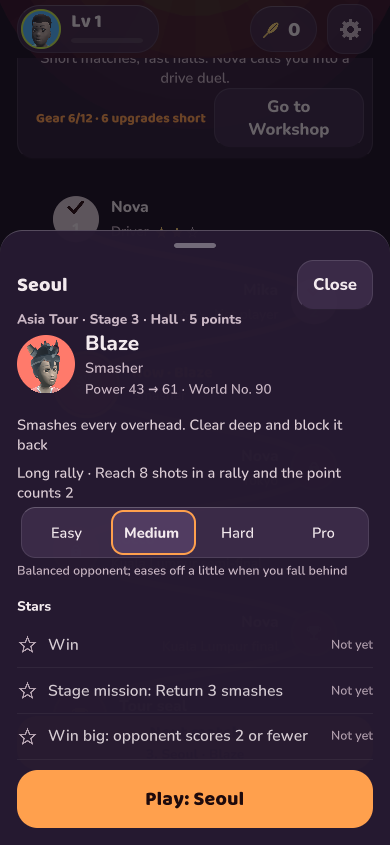 Lv 1
0
Short matches, fast halls. Nova calls you into a
drive duel.
Gear 6/12 · 6 upgrades short
Go to
Workshop
Nova
Seoul
Close
Asia Tour · Stage 3 · Hall · 5 points
Blaze
Smasher
Power 43 → 61 · World No. 90
Smashes every overhead. Clear deep and block it
back
Long rally · Reach 8 shots in a rally and the point
counts 2
Easy
Medium
Hard
Pro
Balanced opponent; eases off a little when you fall behind
Stars
Win
Not yet
Stage mission: Return 3 smashes
Not yet
Win big: opponent scores 2 or fewer
Not yet
Play: Seoul